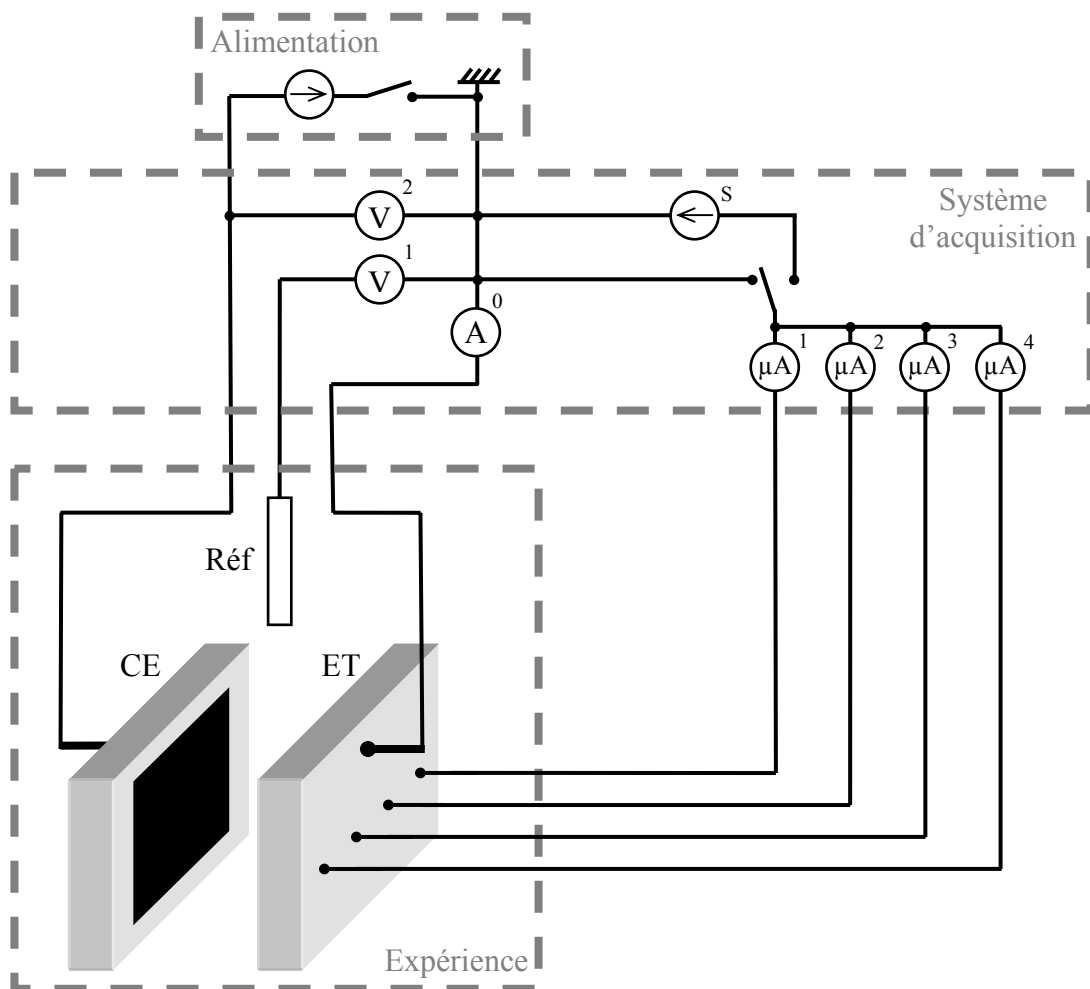 Alimentation
2
V
S
Système
d’acquisition
1
V
0
A
1
µA
2
µA
3
µA
4
µA
Réf
CE
ET
Expérience